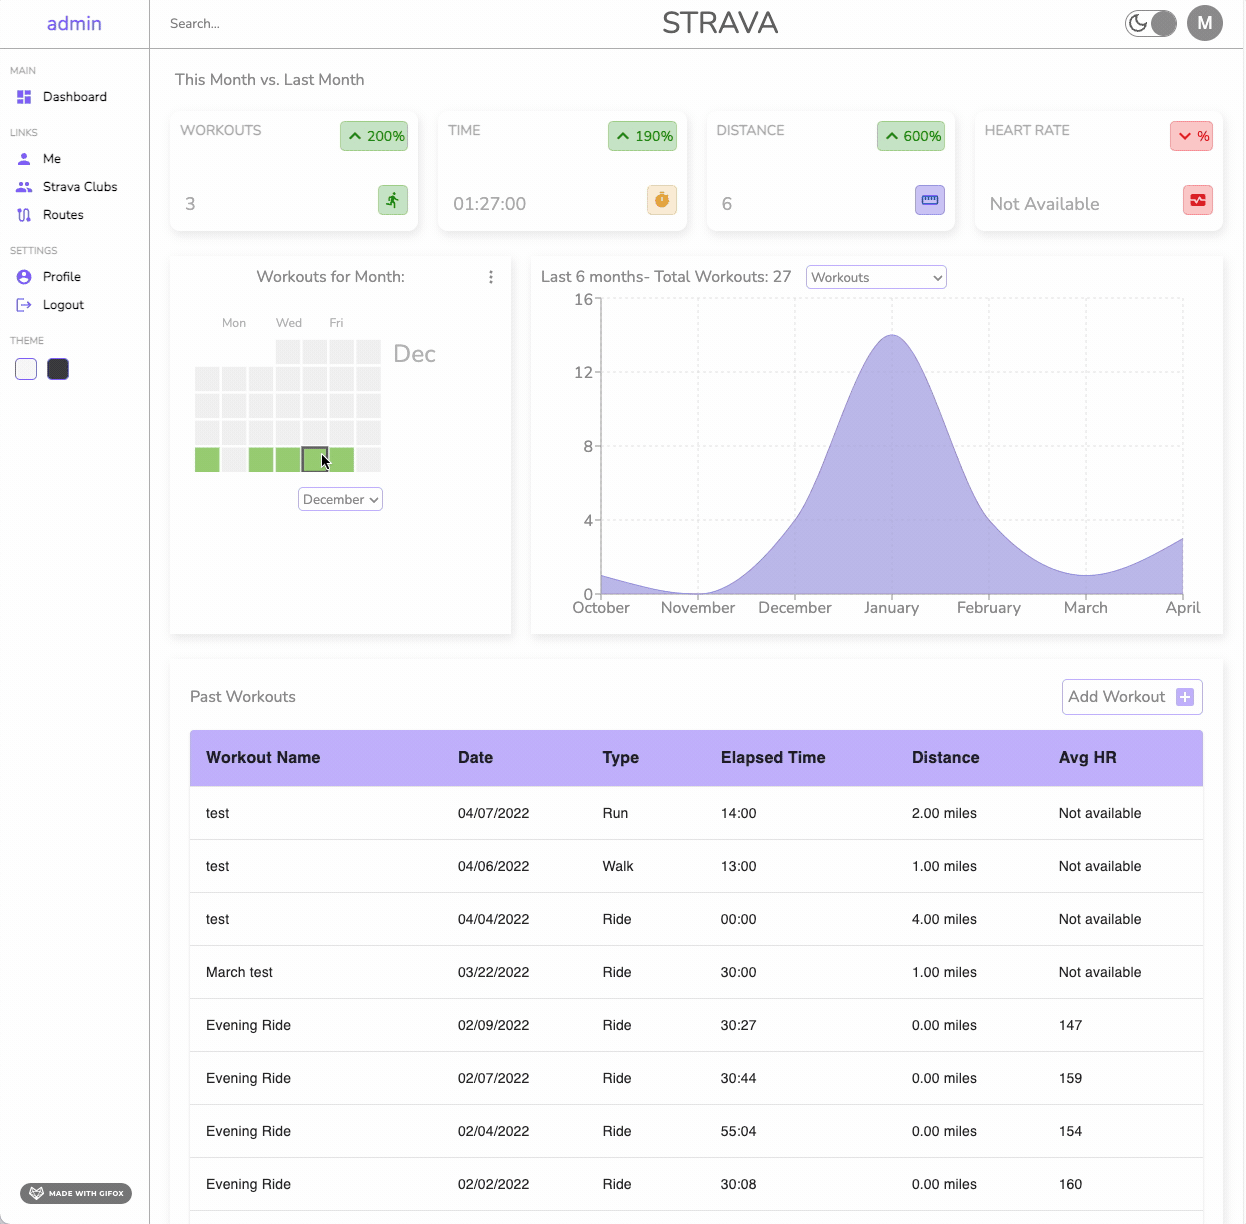 admin
Search...
STRAVA
M
MAIN
Dashboard
LINKS
Me
Strava Clubs
Routes
SETTINGS
Profile
Logout
THEME
This Month vs. Last Month
WORKOUTS
200%
3
TIME
190%
01:27:00
DISTANCE
600%
6
HEART RATE
%
Not Available
Workouts for Month:
Mon Wed Fri
Dec
December
Last 6 months- Total Workouts: 27
Workouts
16
12
8
4
0
October November December January February March April
Past Workouts
Add Workout
Workout Name Date Type Elapsed Time Distance Avg HR
test 04/07/2022 Run 14:00 2.00 miles Not available
test 04/06/2022 Walk 13:00 1.00 miles Not available
test 04/04/2022 Ride 00:00 4.00 miles Not available
March test 03/22/2022 Ride 30:00 1.00 miles Not available
Evening Ride 02/09/2022 Ride 30:27 0.00 miles 147
Evening Ride 02/07/2022 Ride 30:44 0.00 miles 159
Evening Ride 02/04/2022 Ride 55:04 0.00 miles 154
Evening Ride 02/02/2022 Ride 30:08 0.00 miles 160
MADE WITH GIFOX